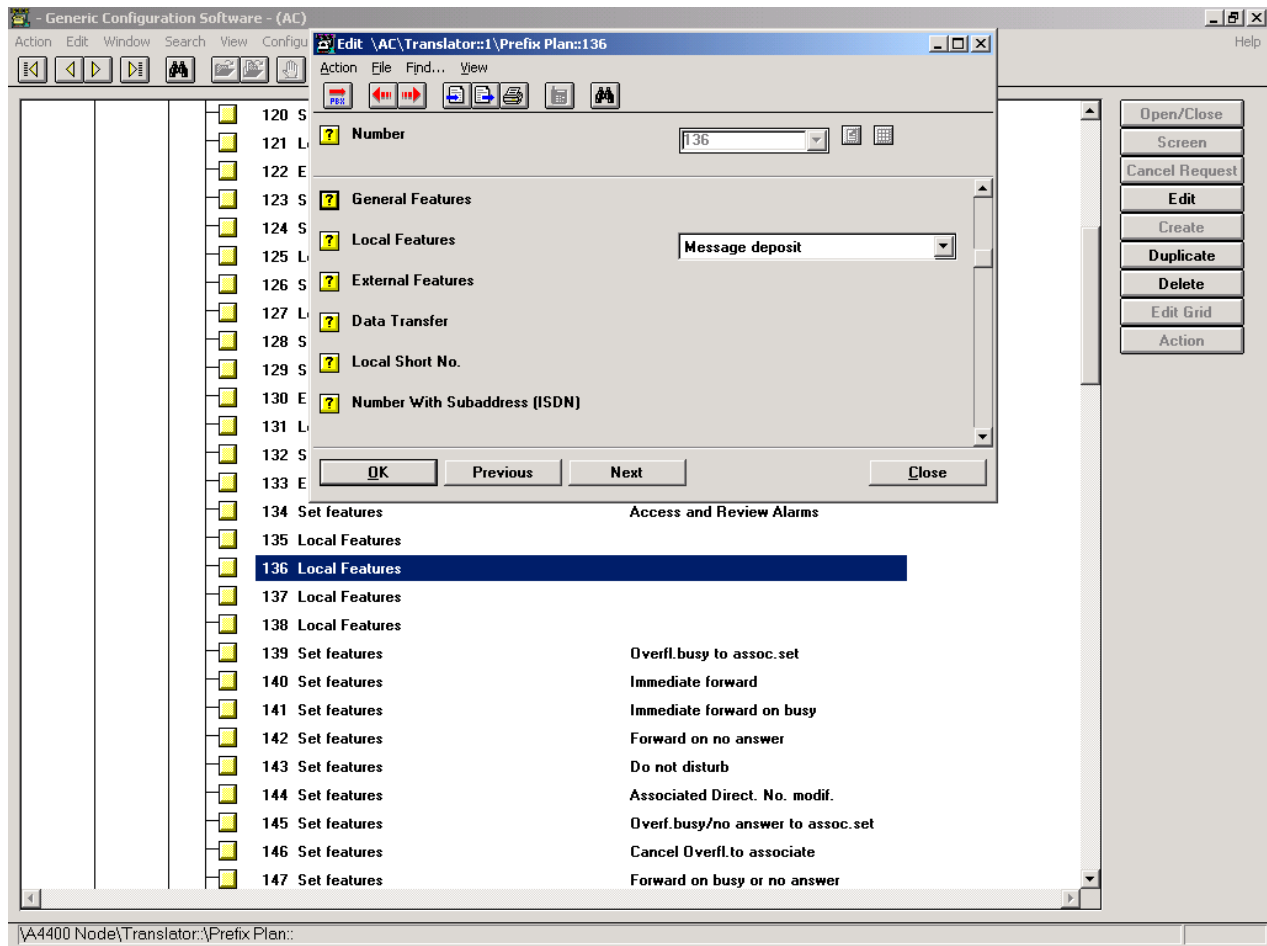 - Generic Configuration Software - (AC)
Action Edit Window Search View Configu
Help
Edit \AC\Translator::1\Prefix Plan::136
Action File Find... View
PBX
Number
136
General Features
Local Features
Message deposit
External Features
Data Transfer
Local Short No.
Number With Subaddress (ISDN)
OK Previous Next Close
120 S
121 L
122 E
123 S
124 S
125 L
126 S
127 L
128 S
129 S
130 E
131 L
132 S
133 E
134 Set features Access and Review Alarms
135 Local Features
136 Local Features
137 Local Features
138 Local Features
139 Set features Overfl.busy to assoc.set
140 Set features Immediate forward
141 Set features Immediate forward on busy
142 Set features Forward on no answer
143 Set features Do not disturb
144 Set features Associated Direct. No. modif.
145 Set features Overf.busy/no answer to assoc.set
146 Set features Cancel Overfl.to associate
147 Set features Forward on busy or no answer
Open/Close
Screen
Cancel Request
Edit
Create
Duplicate
Delete
Edit Grid
Action
\A4400 Node\Translator::\Prefix Plan::